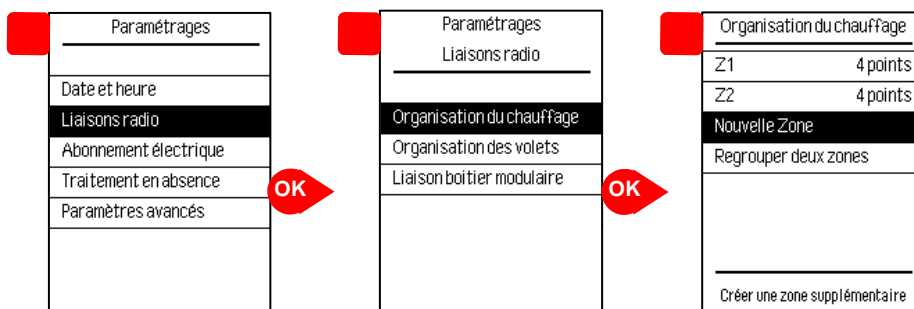 Paramétrages
Date et heure
Liaisons radio
Abonnement électrique
Traitement en absence
Paramètres avancés
OK
Paramétrages
Liaisons radio
Organisation du chauffage
Organisation des volets
Liaison boitier modulaire
OK
Organisation du chauffage
Z1 4 points
Z2 4 points
Nouvelle Zone
Regrouper deux zones
Créer une zone supplémentaire